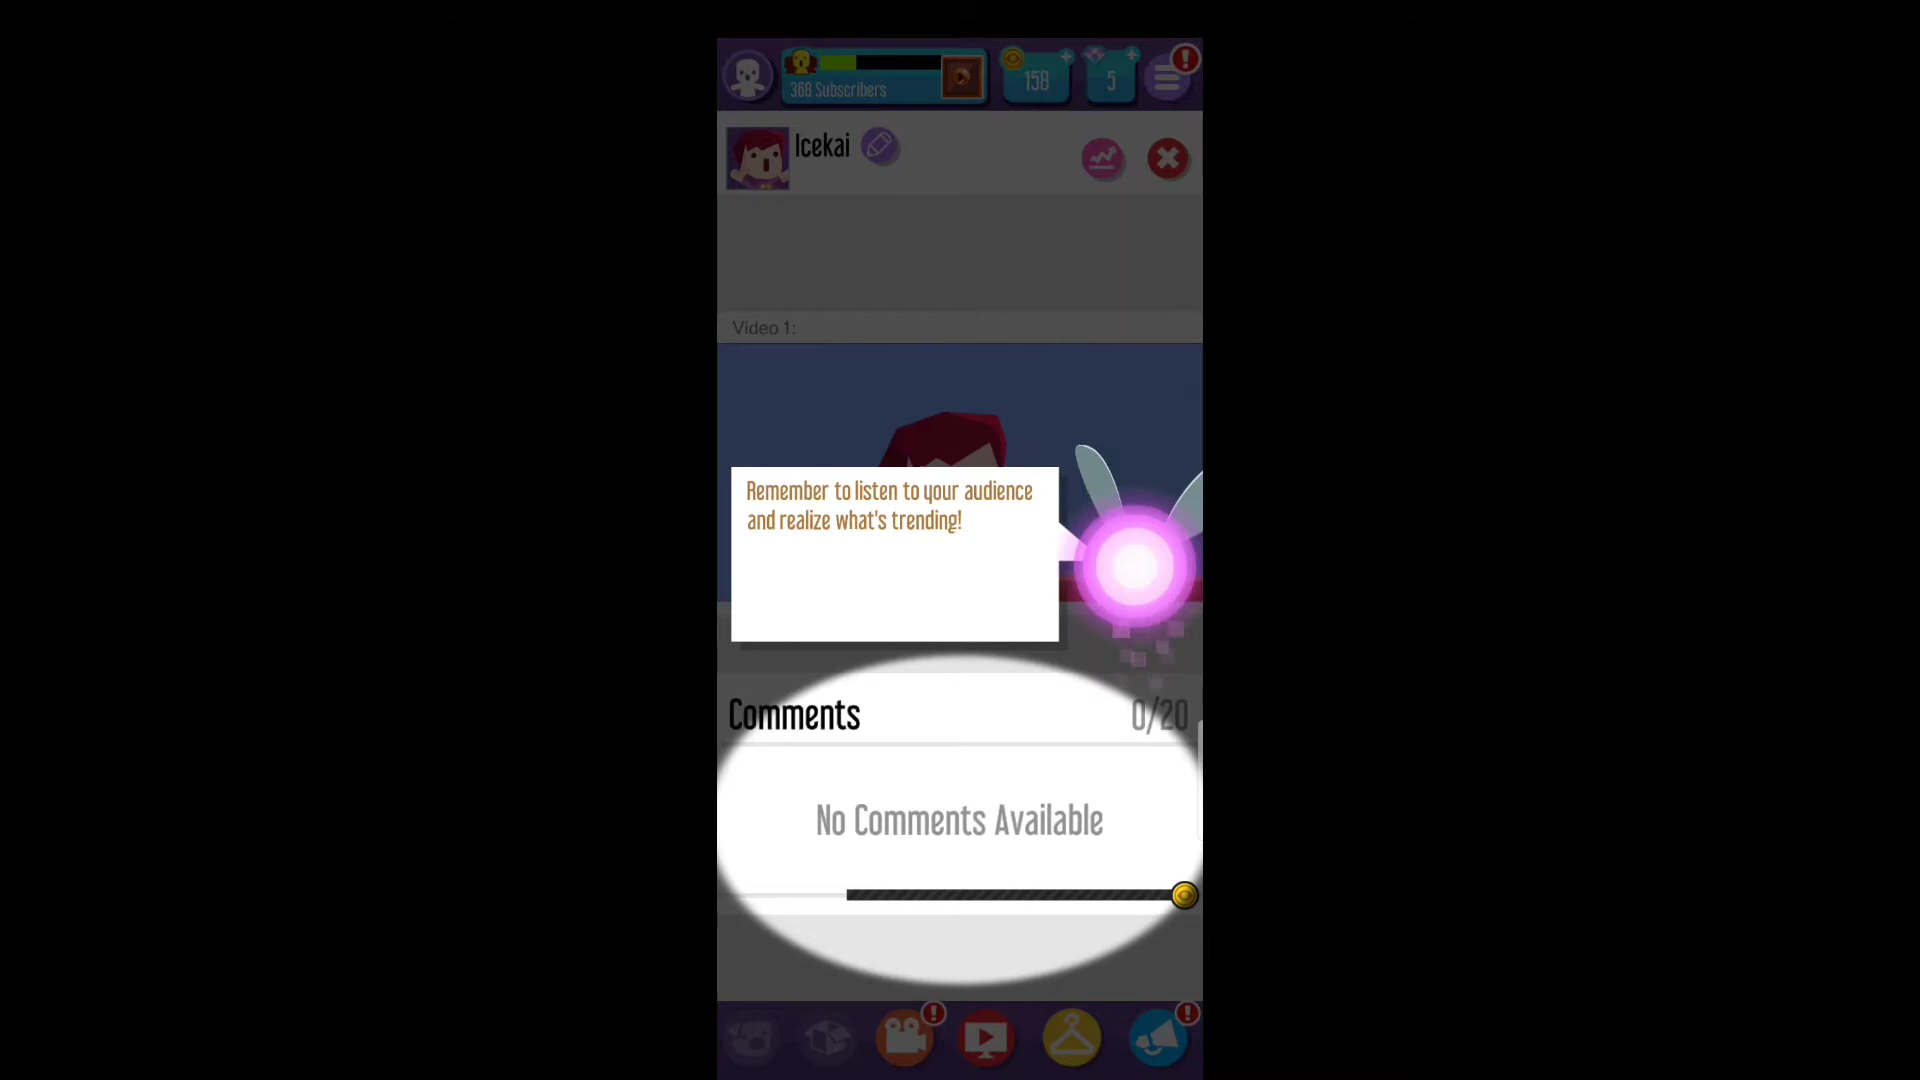 368 Subscribers
158
5
Icekai
Video 1:
Remember to listen to your audience
and realize what's trending!
Comments
0/20
No Comments Available